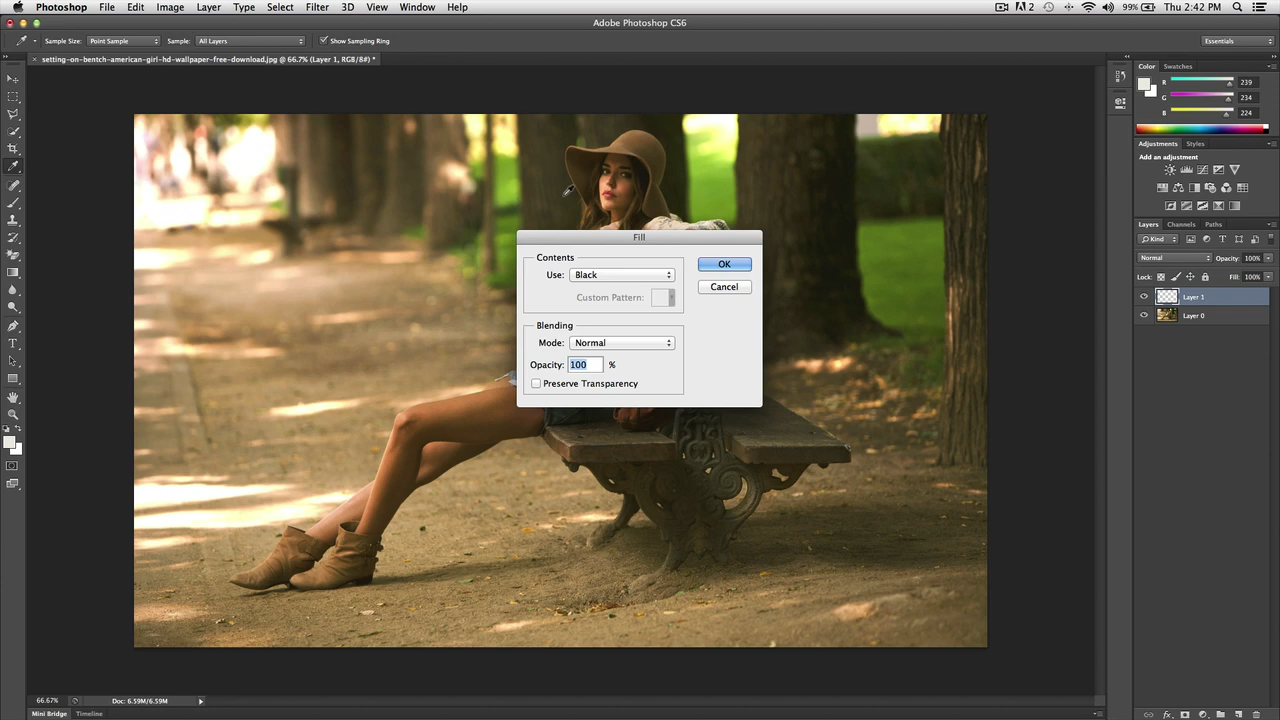 Photoshop File Edit Image Layer Type Select Filter 3D View Window Help 2 99% Thu 2:42 PM
Adobe Photoshop CS6
Sample Size: Point Sample Sample: All Layers Show Sampling Ring Essentials
setting-on-bentch-american-girl-hd-wallpaper-free-download.jpg @ 66.7% (Layer 1, RGB/8#) *
Color Swatches
R 239
G 234
B 224
Adjustments Styles
Add an adjustment
Layers Channels Paths
Kind
Normal Opacity: 100%
Lock: Fill: 100%
Layer 1
Layer 0
Fill
Contents
Use: Black
Custom Pattern:
OK
Cancel
Blending
Mode: Normal
Opacity: 100 %
Preserve Transparency
66.67% Doc: 6.59M/6.59M
Mini Bridge Timeline